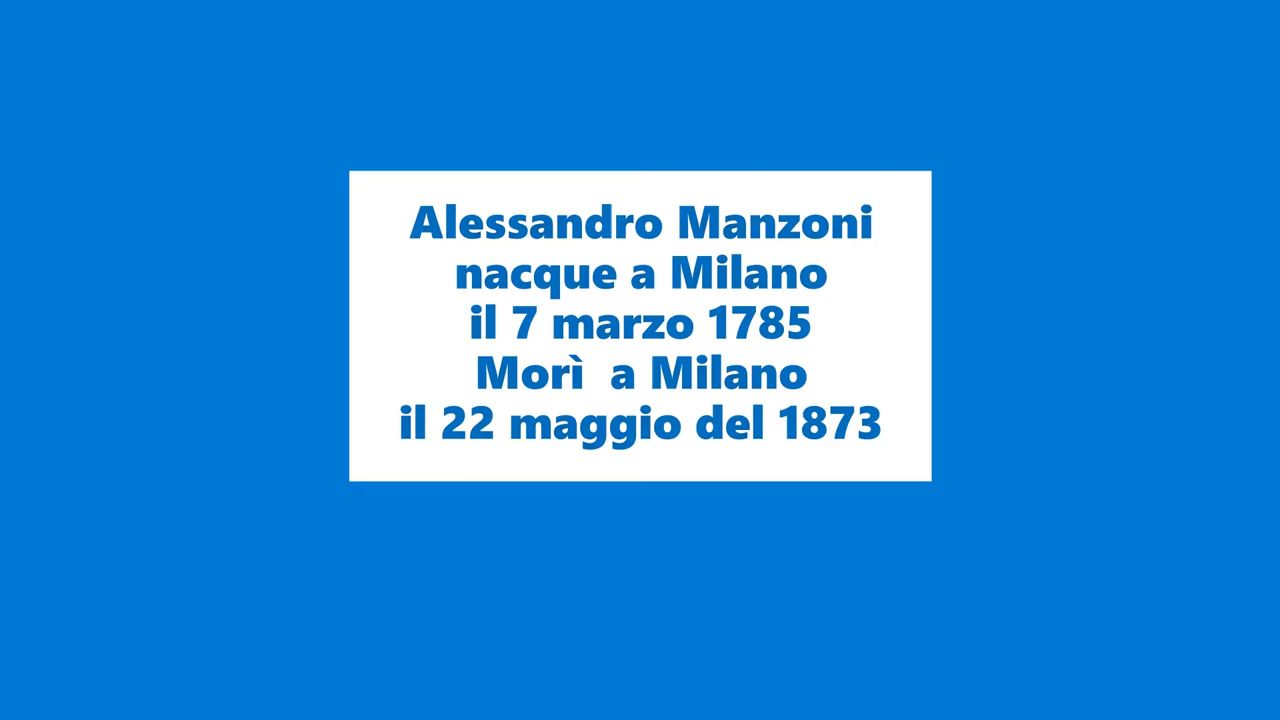 Alessandro Manzoni
nacque a Milano
il 7 marzo 1785
Morì  a Milano
il 22 maggio del 1873